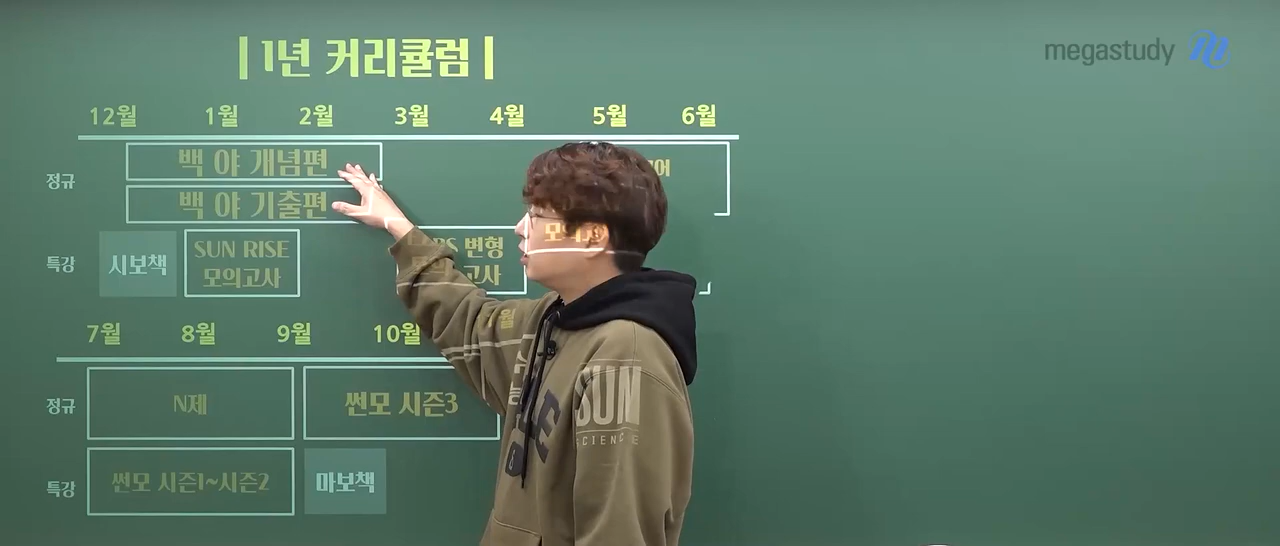 1년 커리큘럼
megastudy
12월 1월 2월 3월 4월 5월 6월
정규
백 야 개념편
백 야 기출편
특강
시보책
SUN RISE
모의고사
변형
고사
7월 8월 9월 10월
정규
N제
썬모 시즌3
특강
썬모 시즌1~시즌2
마보책
SUN
SCIENCE